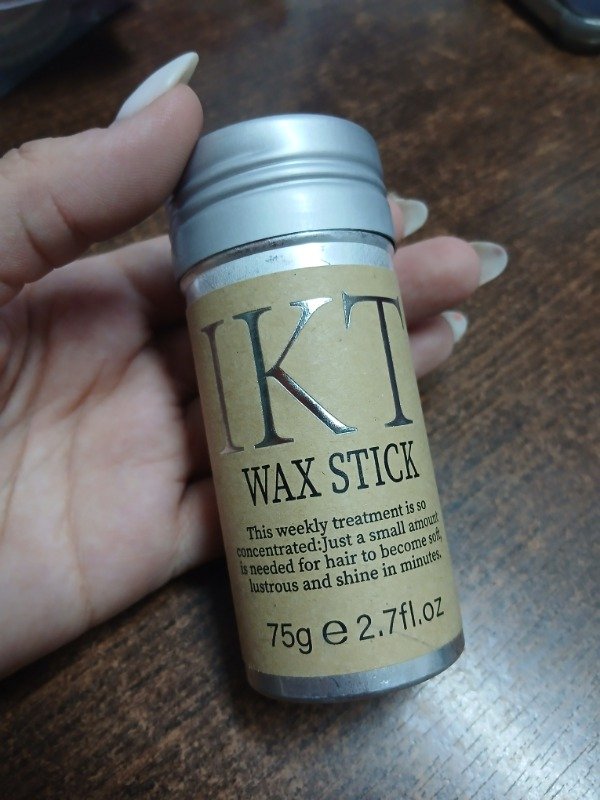 IKT
WAX STICK
This weekly treatment is so
concentrated:Just a small amount
is needed for hair to become soft,
lustrous and shine in minutes.
75g ℮ 2.7fl.oz